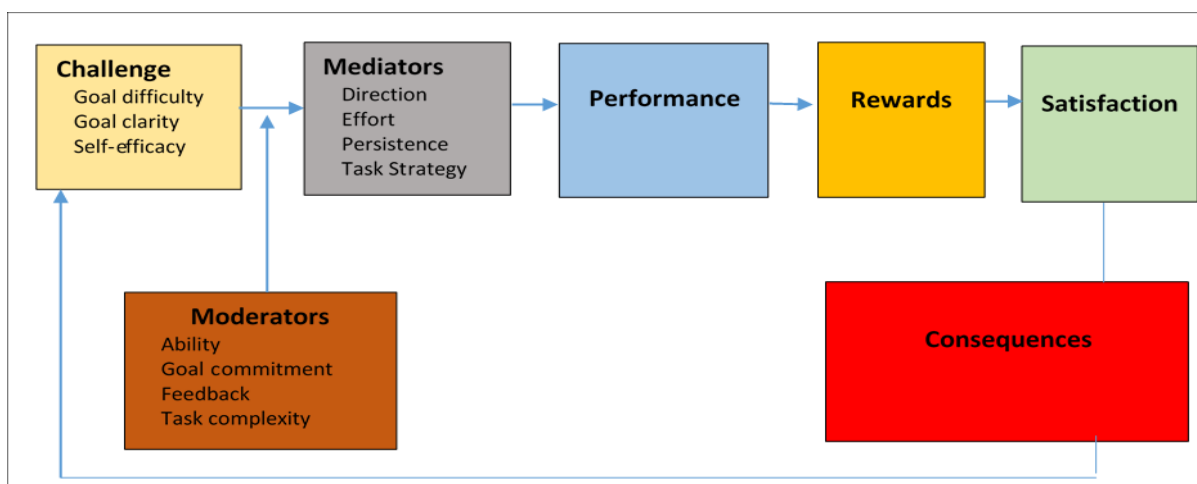 Challenge
Goal difficulty
Goal clarity
Self-efficacy
Mediators
Direction
Effort
Persistence
Task Strategy
Performance
Rewards
Satisfaction
Moderators
Ability
Goal commitment
Feedback
Task complexity
Consequences